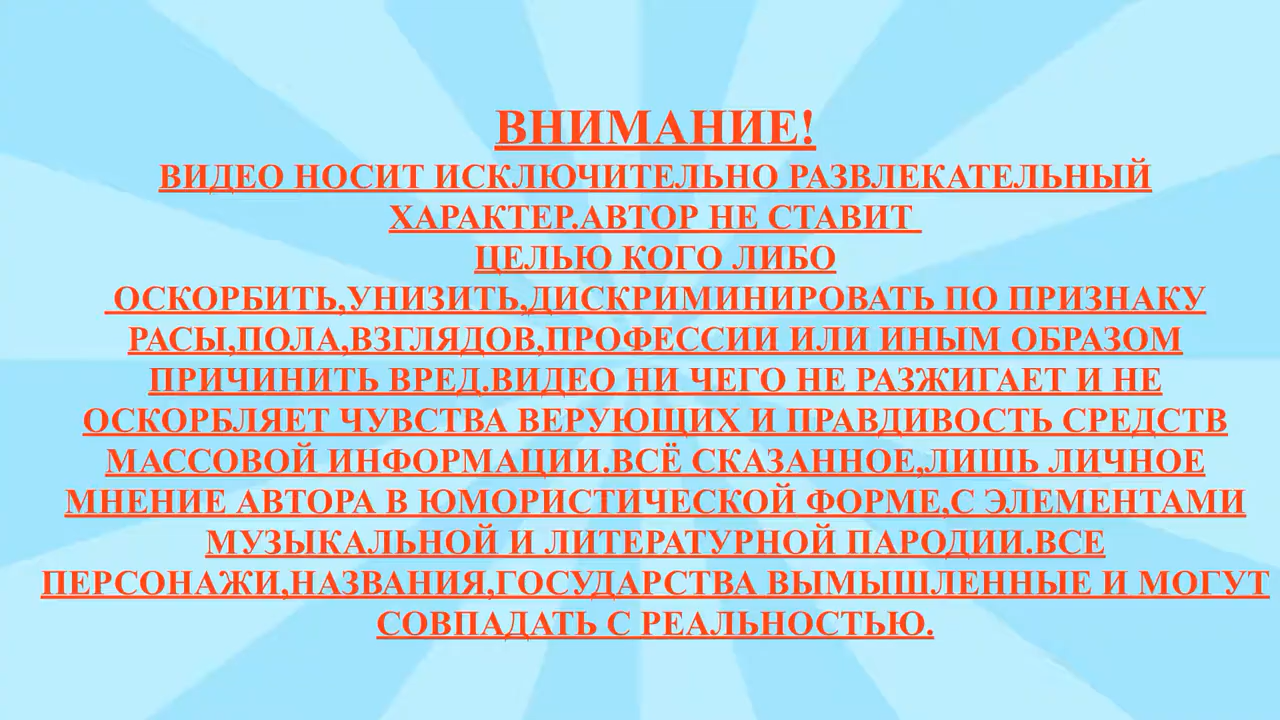 ВНИМАНИЕ!
ВИДЕО НОСИТ ИСКЛЮЧИТЕЛЬНО РАЗВЛЕКАТЕЛЬНЫЙ
ХАРАКТЕР.АВТОР НЕ СТАВИТ
ЦЕЛЬЮ КОГО ЛИБО
ОСКОРБИТЬ,УНИЗИТЬ,ДИСКРИМИНИРОВАТЬ ПО ПРИЗНАКУ
РАСЫ,ПОЛА,ВЗГЛЯДОВ,ПРОФЕССИИ ИЛИ ИНЫМ ОБРАЗОМ
ПРИЧИНИТЬ ВРЕД.ВИДЕО НИ ЧЕГО НЕ РАЗЖИГАЕТ И НЕ
ОСКОРБЛЯЕТ ЧУВСТВА ВЕРУЮЩИХ И ПРАВДИВОСТЬ СРЕДСТВ
МАССОВОЙ ИНФОРМАЦИИ.ВСЁ СКАЗАННОЕ,ЛИШЬ ЛИЧНОЕ
МНЕНИЕ АВТОРА В ЮМОРИСТИЧЕСКОЙ ФОРМЕ,С ЭЛЕМЕНТАМИ
МУЗЫКАЛЬНОЙ И ЛИТЕРАТУРНОЙ ПАРОДИИ.ВСЕ
ПЕРСОНАЖИ,НАЗВАНИЯ,ГОСУДАРСТВА ВЫМЫШЛЕННЫЕ И МОГУТ
СОВПАДАТЬ С РЕАЛЬНОСТЬЮ.